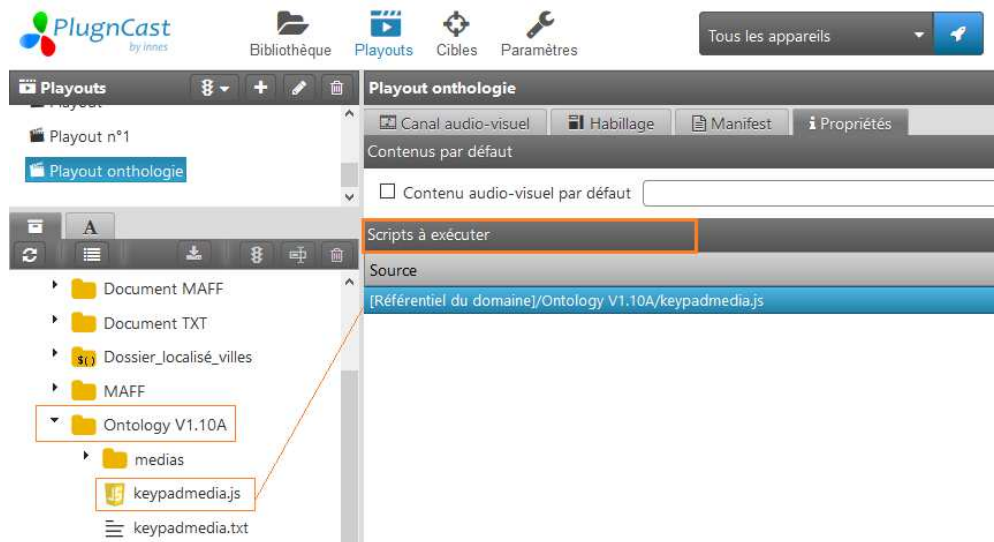 PlugnCast
by innes
Bibliothèque
Playouts
Cibles
Paramètres
Tous les appareils
Playouts
Playout
Playout n°1
Playout onthologie
A
Document MAFF
Document TXT
$() Dossier_localisé_villes
MAFF
Ontology V1.10A
medias
JS keypadmedia.js
keypadmedia.txt
Playout onthologie
Canal audio-visuel
Habillage
Manifest
i Propriétés
Contenus par défaut
Contenu audio-visuel par défaut
Scripts à exécuter
Source
[Référentiel du domaine]/Ontology V1.10A/keypadmedia.js